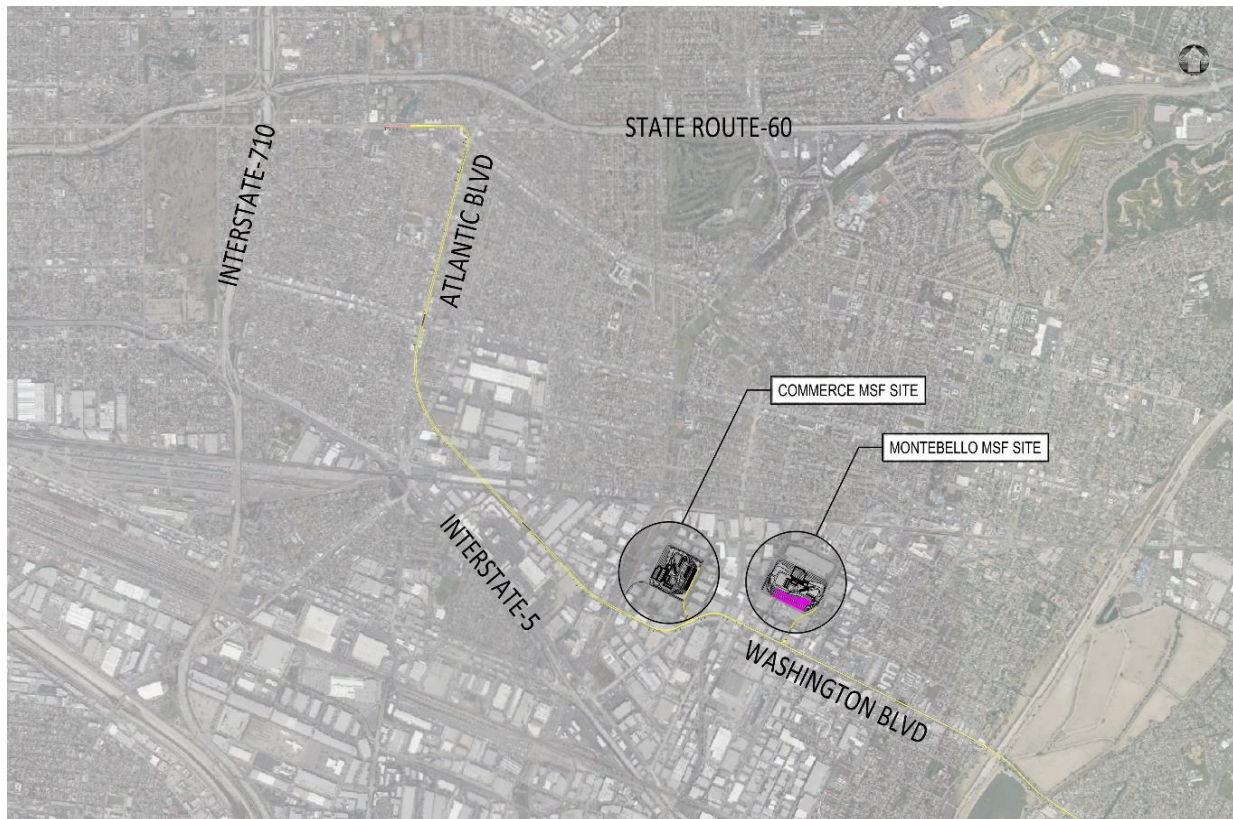 STATE ROUTE-60
INTERSTATE-710
ATLANTIC BLVD
COMMERCE MSF SITE
MONTEBELLO MSF SITE
INTERSTATE-5
WASHINGTON BLVD